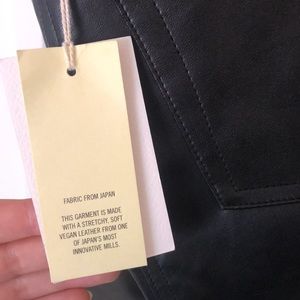 FABRIC FROM JAPAN
THIS GARMENT IS MADE
WITH A STRETCHY, SOFT
VEGAN LEATHER FROM ONE
OF JAPAN'S MOST
INNOVATIVE MILLS.